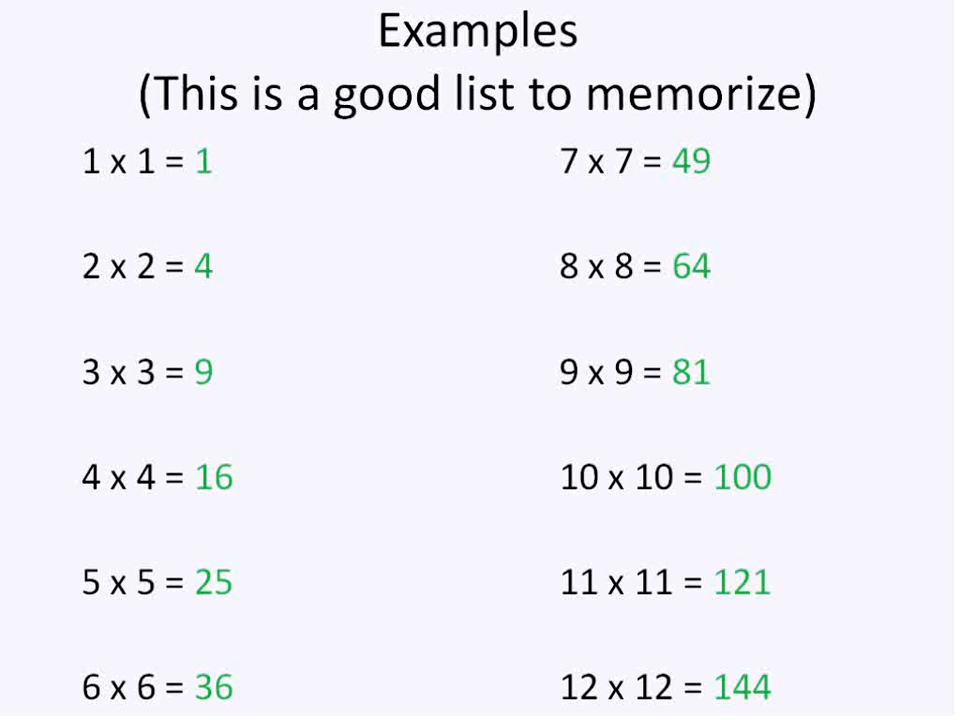 Examples
(This is a good list to memorize)
1 x 1 = 1
2 x 2 = 4
3 x 3 = 9
4 x 4 = 16
5 x 5 = 25
6 x 6 = 36
7 x 7 = 49
8 x 8 = 64
9 x 9 = 81
10 x 10 = 100
11 x 11 = 121
12 x 12 = 144